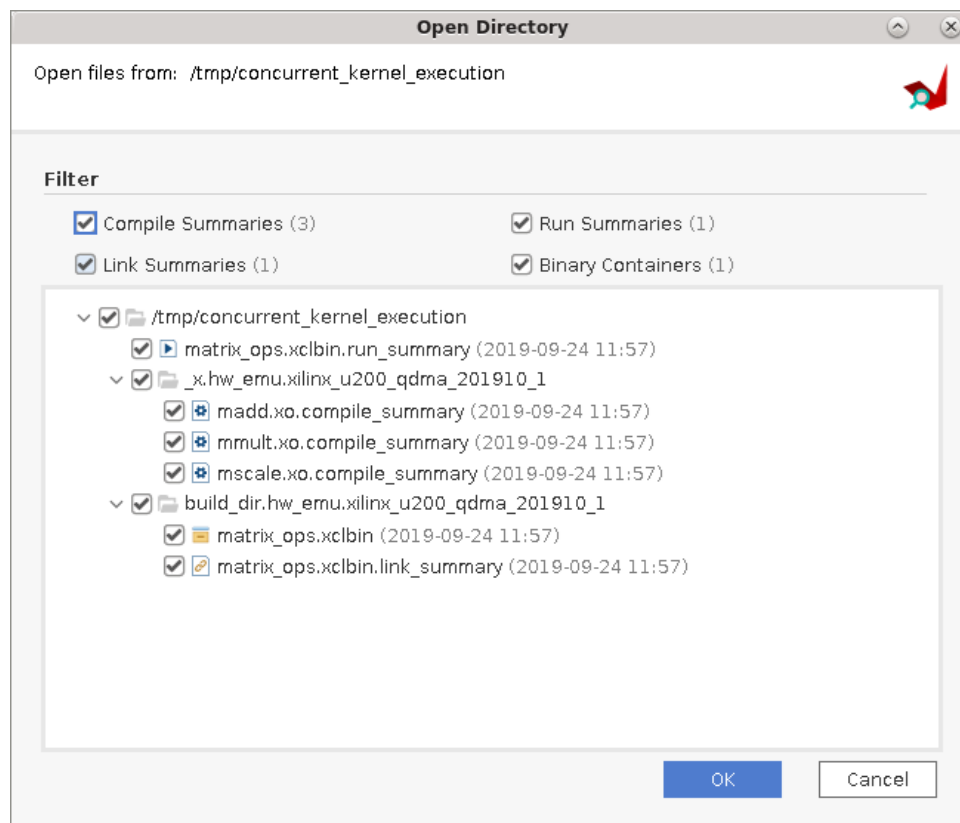 Open Directory
Open files from: /tmp/concurrent_kernel_execution
Filter
Compile Summaries (3) Run Summaries (1)
Link Summaries (1) Binary Containers (1)
/tmp/concurrent_kernel_execution
matrix_ops.xclbin.run_summary (2019-09-24 11:57)
_x.hw_emu.xilinx_u200_qdma_201910_1
madd.xo.compile_summary (2019-09-24 11:57)
mmult.xo.compile_summary (2019-09-24 11:57)
mscale.xo.compile_summary (2019-09-24 11:57)
build_dir.hw_emu.xilinx_u200_qdma_201910_1
matrix_ops.xclbin (2019-09-24 11:57)
matrix_ops.xclbin.link_summary (2019-09-24 11:57)
OK Cancel